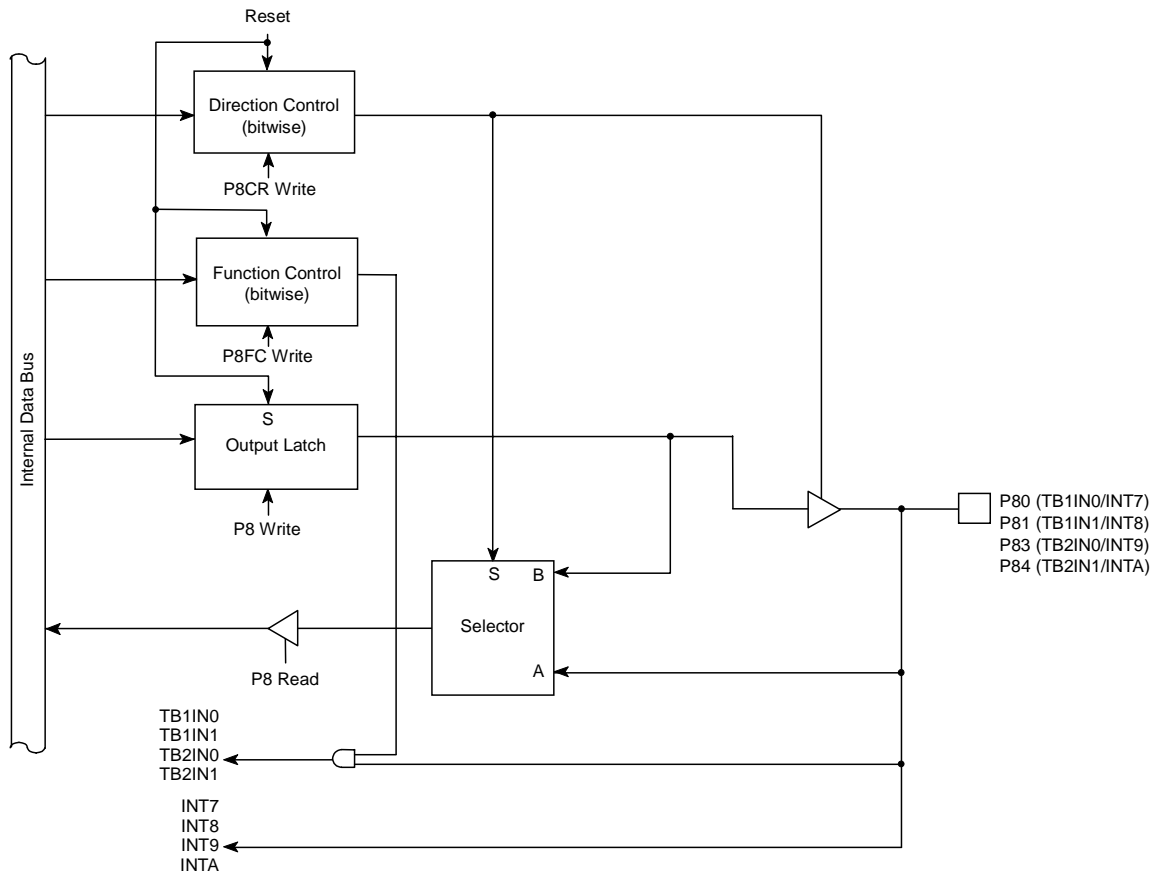 Reset
Direction Control
(bitwise)
P8CR Write
Function Control
(bitwise)
P8FC Write
Internal Data Bus
S
Output Latch
P8 Write
P80 (TB1IN0/INT7)
P81 (TB1IN1/INT8)
P83 (TB2IN0/INT9)
P84 (TB2IN1/INTA)
S B
Selector
A
P8 Read
TB1IN0
TB1IN1
TB2IN0
TB2IN1
INT7
INT8
INT9
INTA